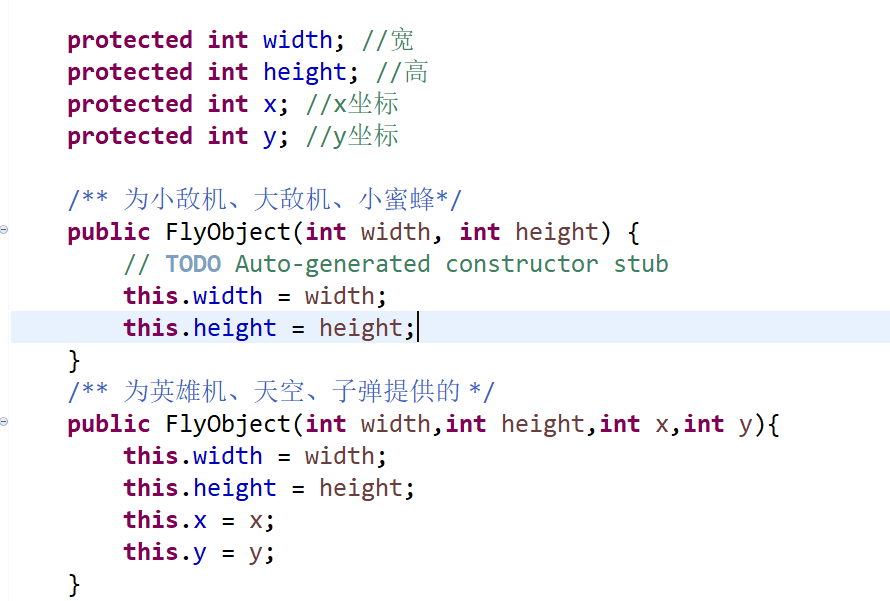 protected int width; //宽
protected int height; //高
protected int x; //x坐标
protected int y; //y坐标
/** 为小敌机、大敌机、小蜜蜂*/
public FlyObject(int width, int height) {
// TODO Auto-generated constructor stub
this.width = width;
this.height = height;
}
/** 为英雄机、天空、子弹提供的 */
public FlyObject(int width,int height,int x,int y){
this.width = width;
this.height = height;
this.x = x;
this.y = y;
}